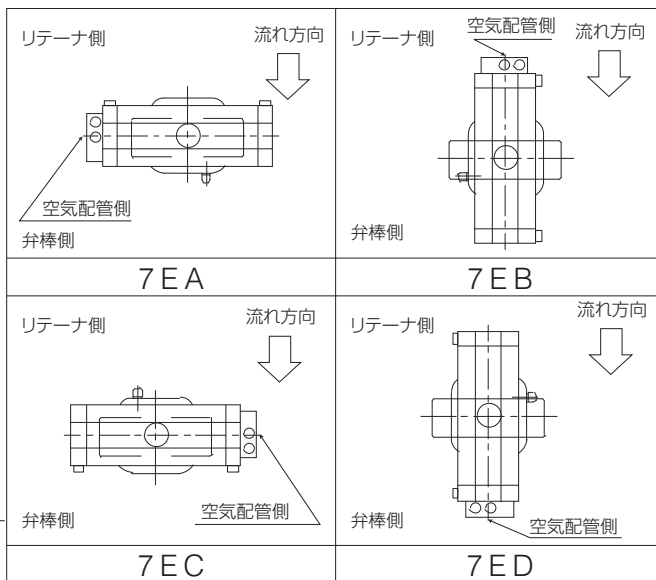 リテーナ側
流れ方向
空気配管側
弁棒側
7EA
リテーナ側
空気配管側
流れ方向
弁棒側
7EB
リテーナ側
流れ方向
空気配管側
弁棒側
7EC
リテーナ側
流れ方向
弁棒側
空気配管側
7ED